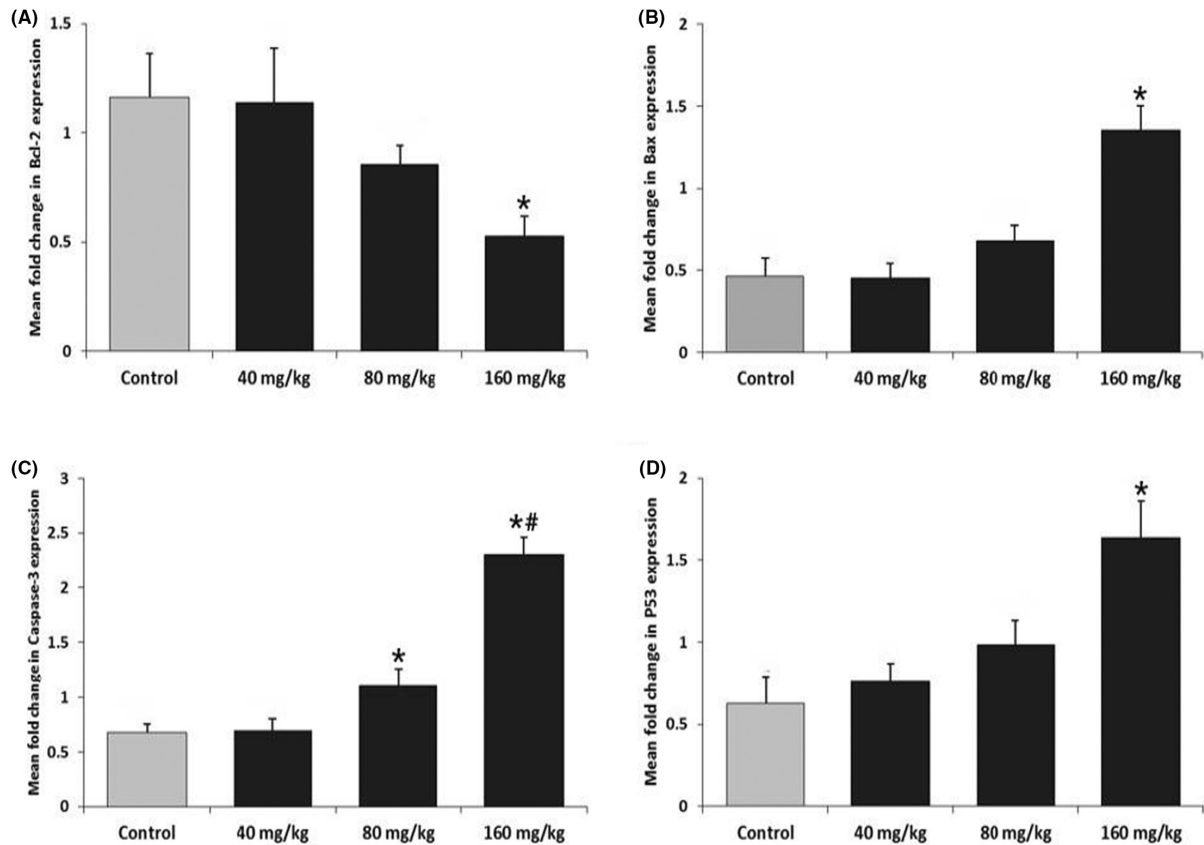 (A)
Mean fold change in Bcl-2 expression
1.5
1
0.5
0
*
Control 40 mg/kg 80 mg/kg 160 mg/kg
(B)
Mean fold change in Bax expression
2
1.5
1
0.5
0
*
Control 40 mg/kg 80 mg/kg 160 mg/kg
(C)
Mean fold change in Caspase-3 expression
3
2.5
2
1.5
1
0.5
0
*
*#
Control 40 mg/kg 80 mg/kg 160 mg/kg
(D)
Mean fold change in P53 expression
2
1.5
1
0.5
0
*
Control 40 mg/kg 80 mg/kg 160 mg/kg